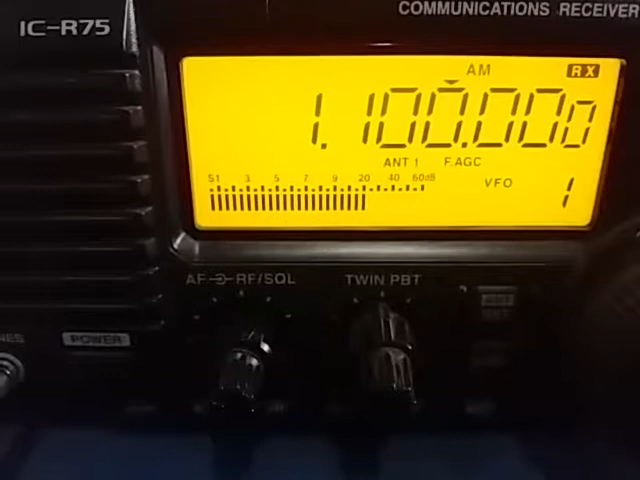 IC-R75
COMMUNICATIONS RECEIVER
AM RX
1.100.000
ANT 1 F.AGC
S1 3 5 7 9 20 40 60dB
VFO 1
AF RF/SQL TWIN PBT
POWER